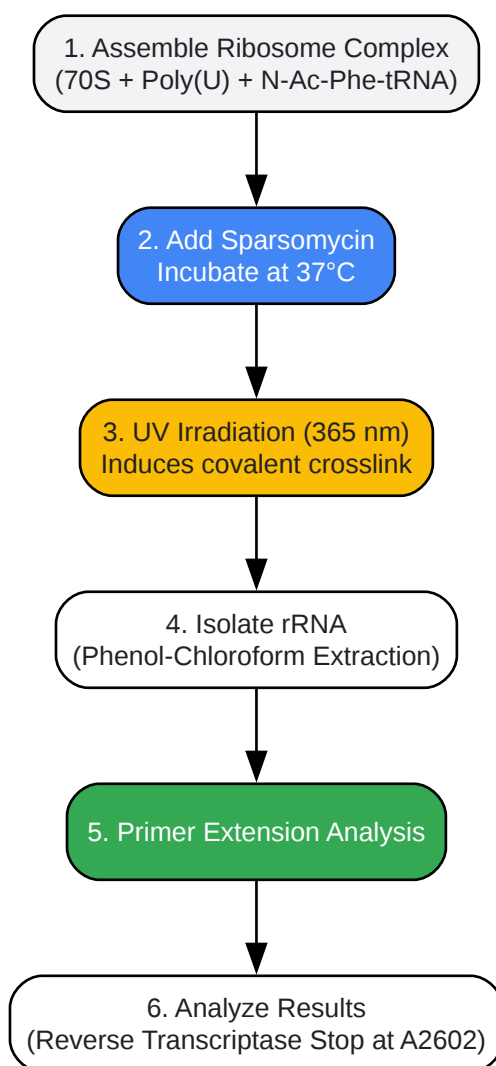 1. Assemble Ribosome Complex
(70S + Poly(U) + N-Ac-Phe-tRNA)
2. Add Sparsomycin
Incubate at 37°C
3. UV Irradiation (365 nm)
Induces covalent crosslink
4. Isolate rRNA
(Phenol-Chloroform Extraction)
5. Primer Extension Analysis
6. Analyze Results
(Reverse Transcriptase Stop at A2602)